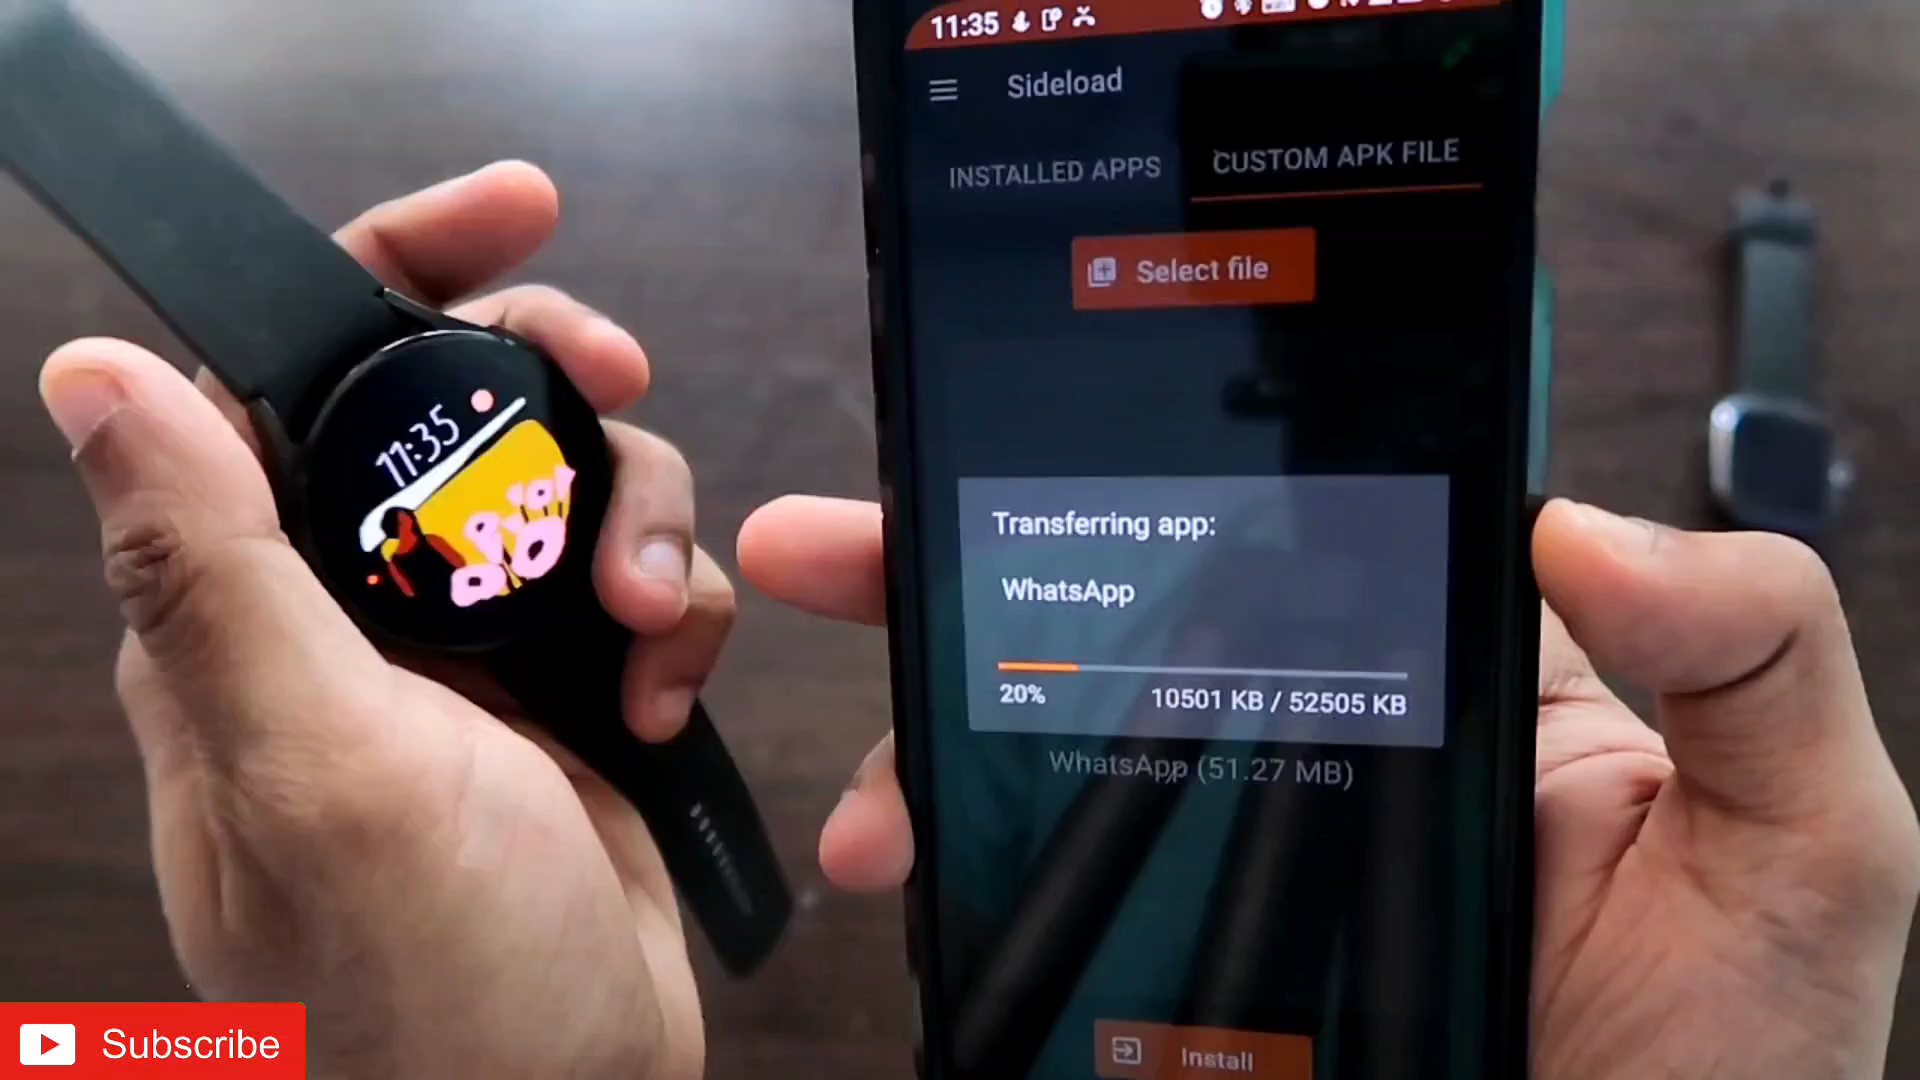 11:35
Sideload
INSTALLED APPS
CUSTOM APK FILE
Select file
11:35
Transferring app:
WhatsApp
20%
10501 KB / 52505 KB
WhatsApp (51.27 MB)
Install
Subscribe